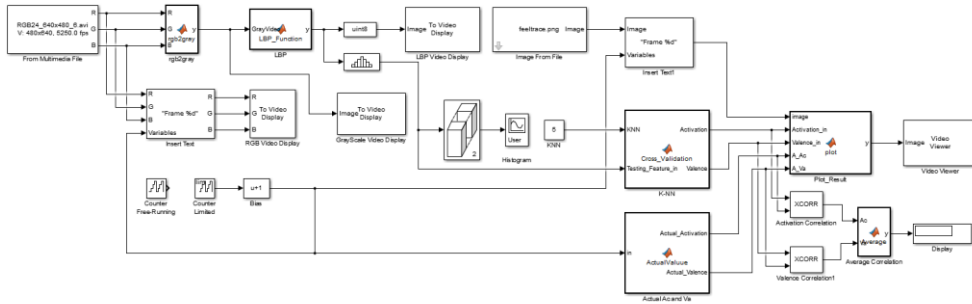 RGB24_640x480_6.avi
V: 480x640, 5250.0 fps
R
G
B
From Multimedia File
R
G
B
rgb2gray
y
rgb2gray
GrayVideo
LBP_Function
y
LBP
uint8
Image
To Video
Display
LBP Video Display
feeltrace.png
Image
Image From File
Image
Variables
"Frame %d"
Insert Text1
R
G
B
Variables
"Frame %d"
R
G
B
Insert Text
R
G
B
To Video
Display
RGB Video Display
Image
To Video
Display
GrayScale Video Display
2
User
Histogram
5
KNN
KNN
Testing_Feature_in
Cross_Validation
Activation
Valence
K-NN
image
Activation_in
Valence_in
A_Ac
A_Va
plot
y
Plot_Result
Image
Video
Viewer
Video Viewer
Counter
Free-Running
Counter
Limited
u+1
Bias
in
ActualValuue
Actual_Activation
Actual_Valence
Actual Ac and Va
XCORR
Activation Correlation
XCORR
Valence Correlation1
Ac
Average
y
Average Correlation
Display